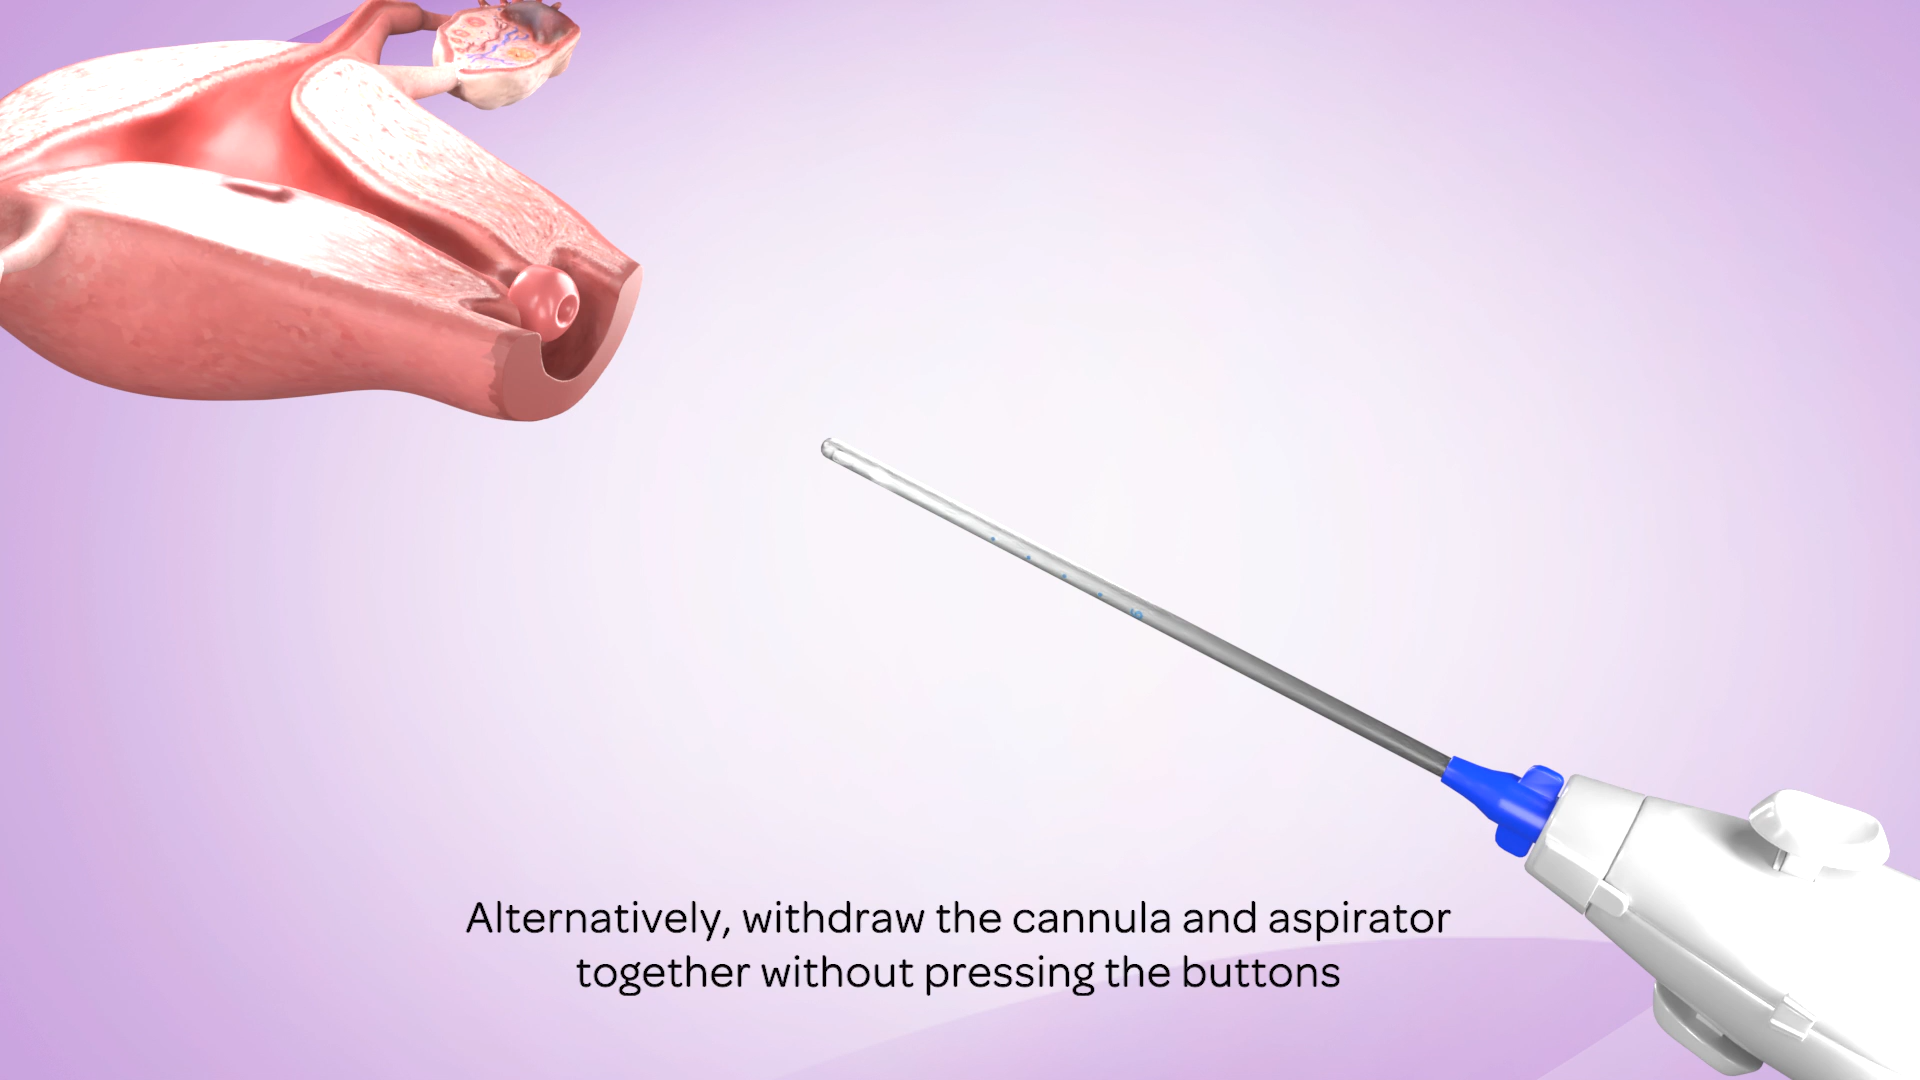 Alternatively, withdraw the cannula and aspirator
together without pressing the buttons